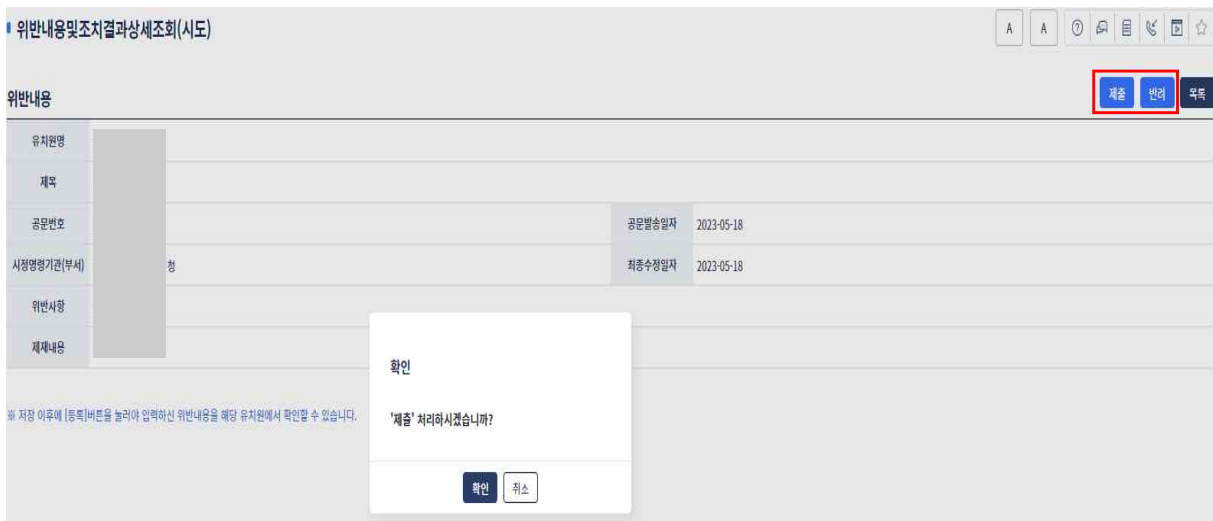 위반내용및조치결과상세조회(시도)
A A
위반내용
제출 반려 목록
유치원명
제목
공문번호 공문발송일자 2023-05-18
시정명령기관(부서) 청 최종수정일자 2023-05-18
위반사항
제재내용
※ 저장 이후에 [등록]버튼을 눌러야 입력하신 위반내용을 해당 유치원에서 확인할 수 있습니다.
확인
'제출' 처리하시겠습니까?
확인 취소